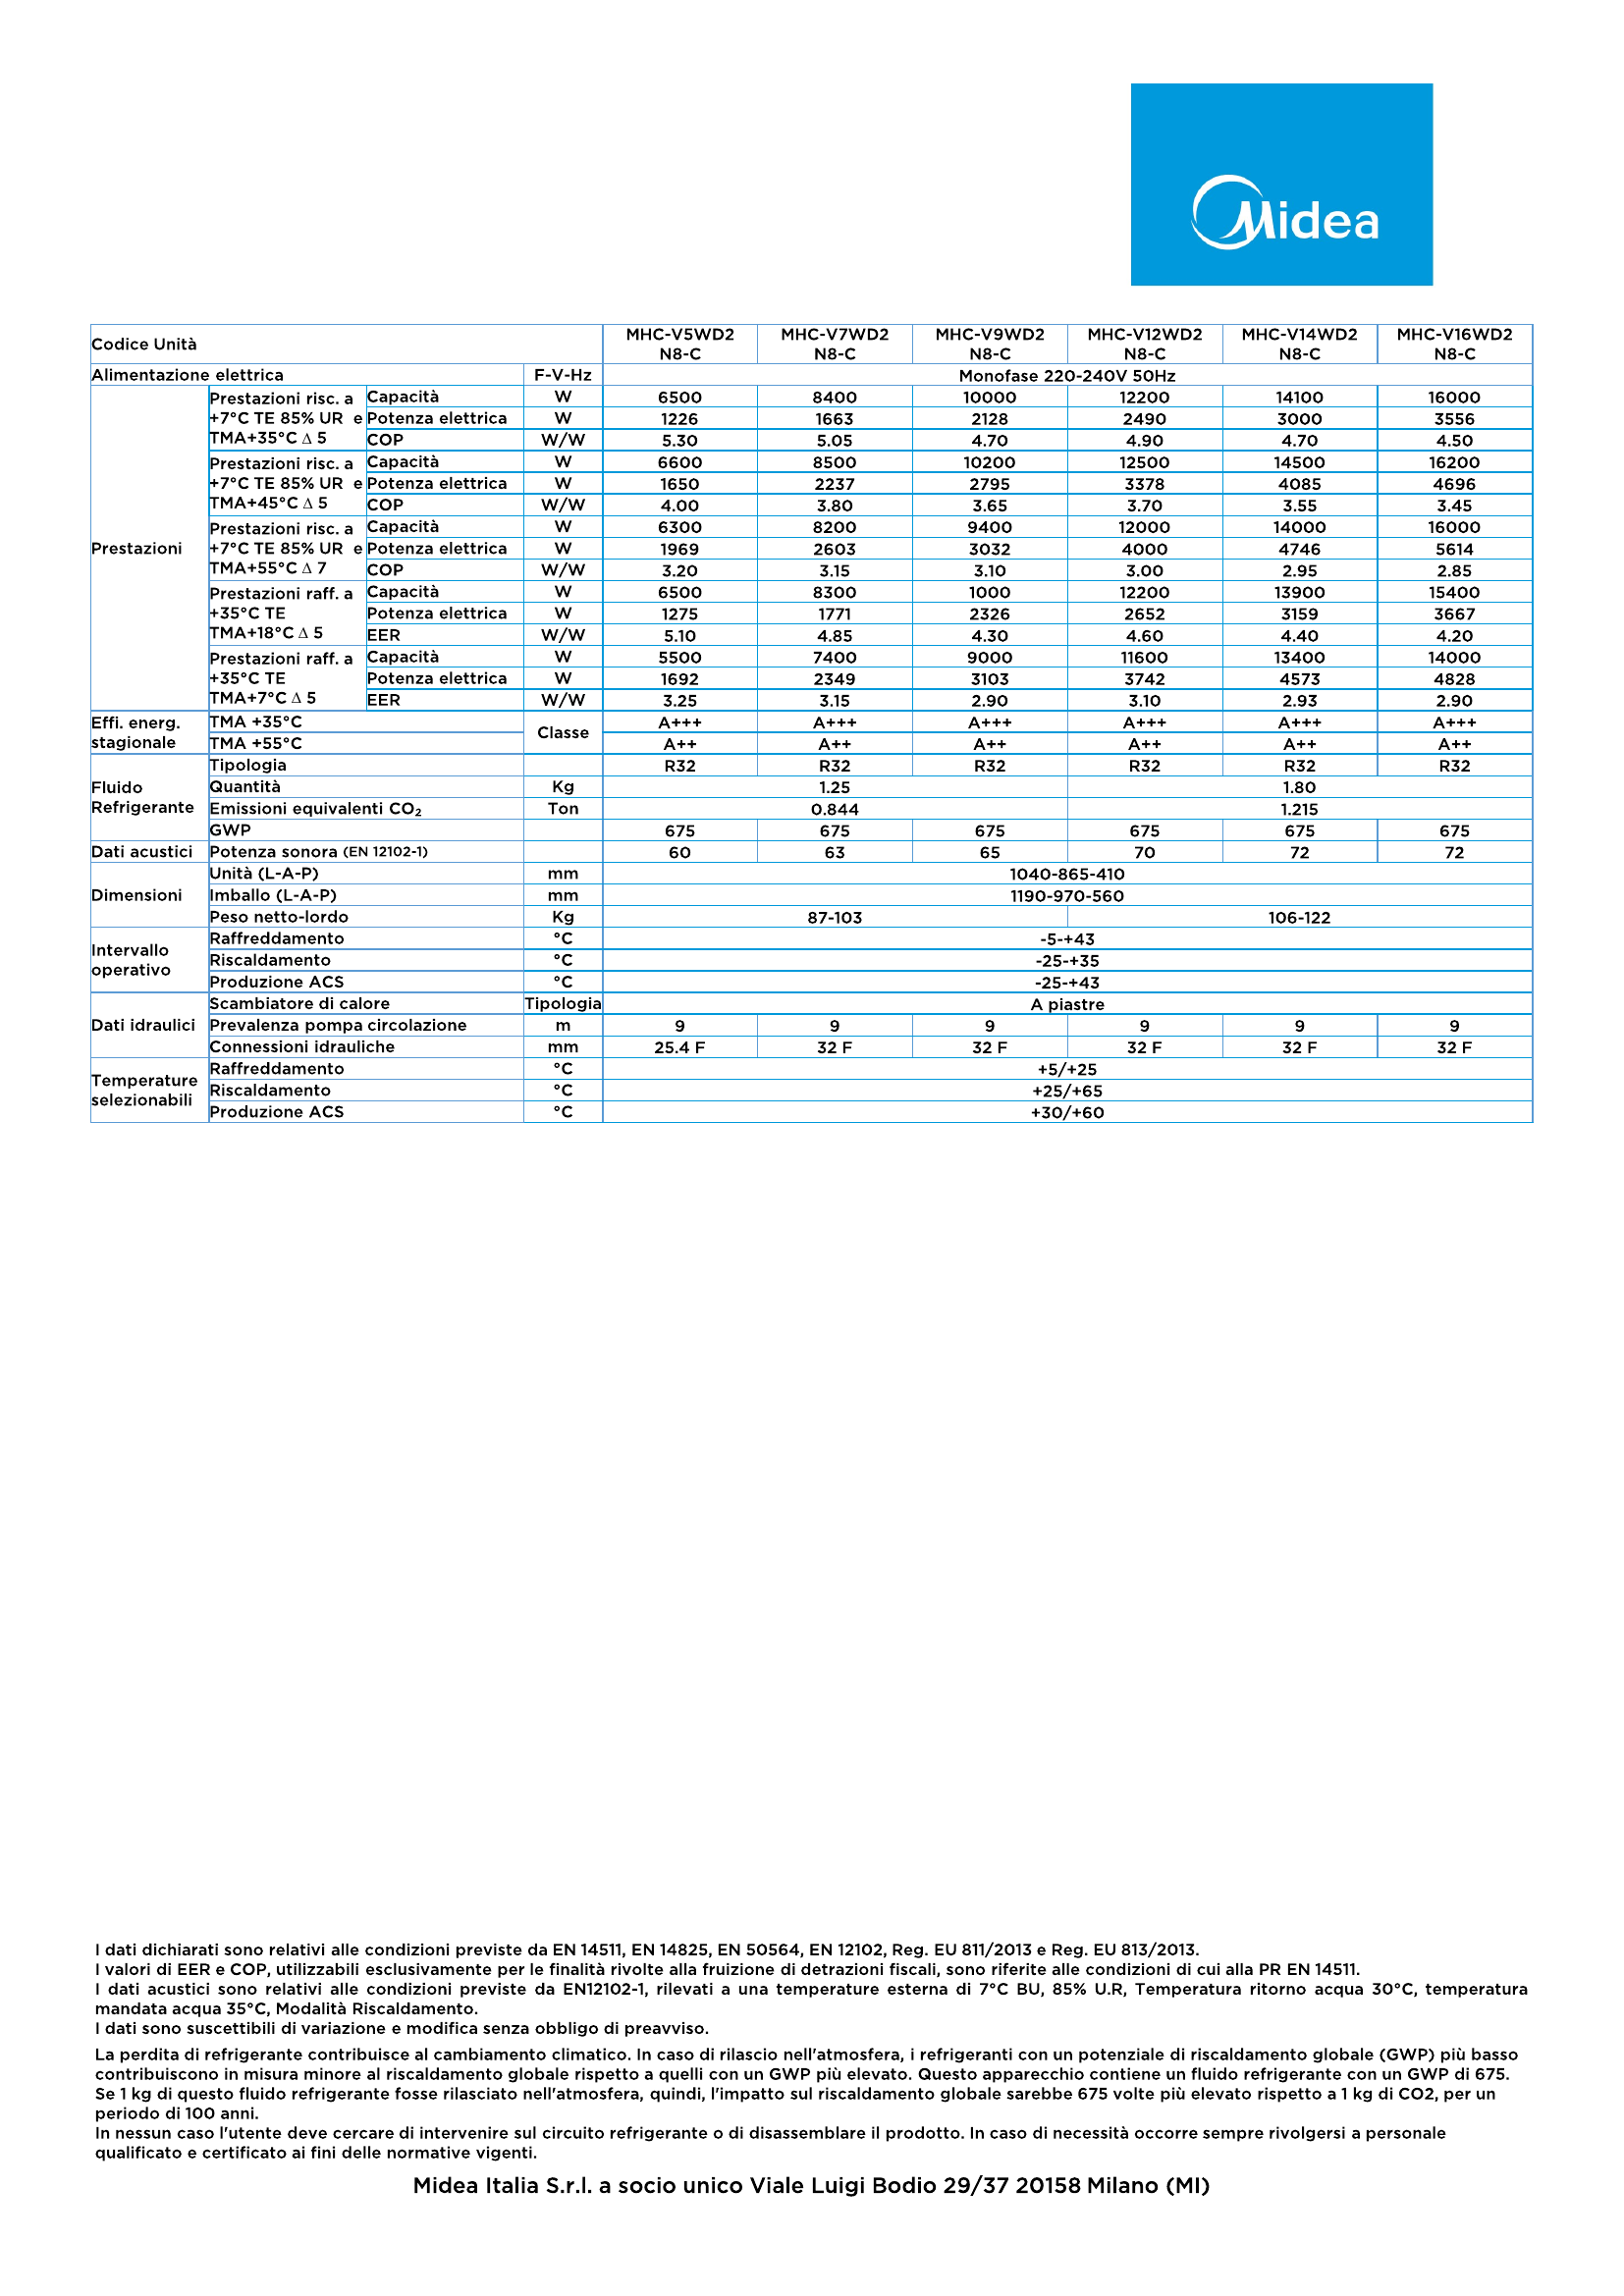 Midea
Codice Unità MHC-V5WD2 N8-C MHC-V7WD2 N8-C MHC-V9WD2 N8-C MHC-V12WD2 N8-C MHC-V14WD2 N8-C MHC-V16WD2 N8-C
Alimentazione elettrica F-V-Hz Monofase 220-240V 50Hz
Prestazioni
Prestazioni risc. a +7°C TE 85% UR e TMA+35°C Δ 5
Capacità W 6500 8400 10000 12200 14100 16000
Potenza elettrica W 1226 1663 2128 2490 3000 3556
COP W/W 5.30 5.05 4.70 4.90 4.70 4.50
Prestazioni risc. a +7°C TE 85% UR e TMA+45°C Δ 5
Capacità W 6600 8500 10200 12500 14500 16200
Potenza elettrica W 1650 2237 2795 3378 4085 4696
COP W/W 4.00 3.80 3.65 3.70 3.55 3.45
Prestazioni risc. a +7°C TE 85% UR e TMA+55°C Δ 7
Capacità W 6300 8200 9400 12000 14000 16000
Potenza elettrica W 1969 2603 3032 4000 4746 5614
COP W/W 3.20 3.15 3.10 3.00 2.95 2.85
Prestazioni raff. a +35°C TE TMA+18°C Δ 5
Capacità W 6500 8300 1000 12200 13900 15400
Potenza elettrica W 1275 1771 2326 2652 3159 3667
EER W/W 5.10 4.85 4.30 4.60 4.40 4.20
Prestazioni raff. a +35°C TE TMA+7°C Δ 5
Capacità W 5500 7400 9000 11600 13400 14000
Potenza elettrica W 1692 2349 3103 3742 4573 4828
EER W/W 3.25 3.15 2.90 3.10 2.93 2.90
Effi. energ. stagionale
TMA +35°C Classe A+++ A+++ A+++ A+++ A+++ A+++
TMA +55°C A++ A++ A++ A++ A++ A++
Fluido Refrigerante
Tipologia R32 R32 R32 R32 R32 R32
Quantità Kg 1.25 1.80
Emissioni equivalenti CO₂ Ton 0.844 1.215
GWP 675 675 675 675 675 675
Dati acustici Potenza sonora (EN 12102-1) 60 63 65 70 72 72
Dimensioni
Unità (L-A-P) mm 1040-865-410
Imballo (L-A-P) mm 1190-970-560
Peso netto-lordo Kg 87-103 106-122
Intervallo operativo
Raffreddamento °C -5-+43
Riscaldamento °C -25-+35
Produzione ACS °C -25-+43
Dati idraulici
Scambiatore di calore Tipologia A piastre
Prevalenza pompa circolazione m 9 9 9 9 9 9
Connessioni idrauliche mm 25.4 F 32 F 32 F 32 F 32 F 32 F
Temperature selezionabili
Raffreddamento °C +5/+25
Riscaldamento °C +25/+65
Produzione ACS °C +30/+60
I dati dichiarati sono relativi alle condizioni previste da EN 14511, EN 14825, EN 50564, EN 12102, Reg. EU 811/2013 e Reg. EU 813/2013.
I valori di EER e COP, utilizzabili esclusivamente per le finalità rivolte alla fruizione di detrazioni fiscali, sono riferite alle condizioni di cui alla PR EN 14511.
I dati acustici sono relativi alle condizioni previste da EN12102-1, rilevati a una temperature esterna di 7°C BU, 85% U.R, Temperatura ritorno acqua 30°C, temperatura
mandata acqua 35°C, Modalità Riscaldamento.
I dati sono suscettibili di variazione e modifica senza obbligo di preavviso.
La perdita di refrigerante contribuisce al cambiamento climatico. In caso di rilascio nell'atmosfera, i refrigeranti con un potenziale di riscaldamento globale (GWP) più basso
contribuiscono in misura minore al riscaldamento globale rispetto a quelli con un GWP più elevato. Questo apparecchio contiene un fluido refrigerante con un GWP di 675.
Se 1 kg di questo fluido refrigerante fosse rilasciato nell'atmosfera, quindi, l'impatto sul riscaldamento globale sarebbe 675 volte più elevato rispetto a 1 kg di CO2, per un
periodo di 100 anni.
In nessun caso l'utente deve cercare di intervenire sul circuito refrigerante o di disassemblare il prodotto. In caso di necessità occorre sempre rivolgersi a personale
qualificato e certificato ai fini delle normative vigenti.
Midea Italia S.r.l. a socio unico Viale Luigi Bodio 29/37 20158 Milano (MI)